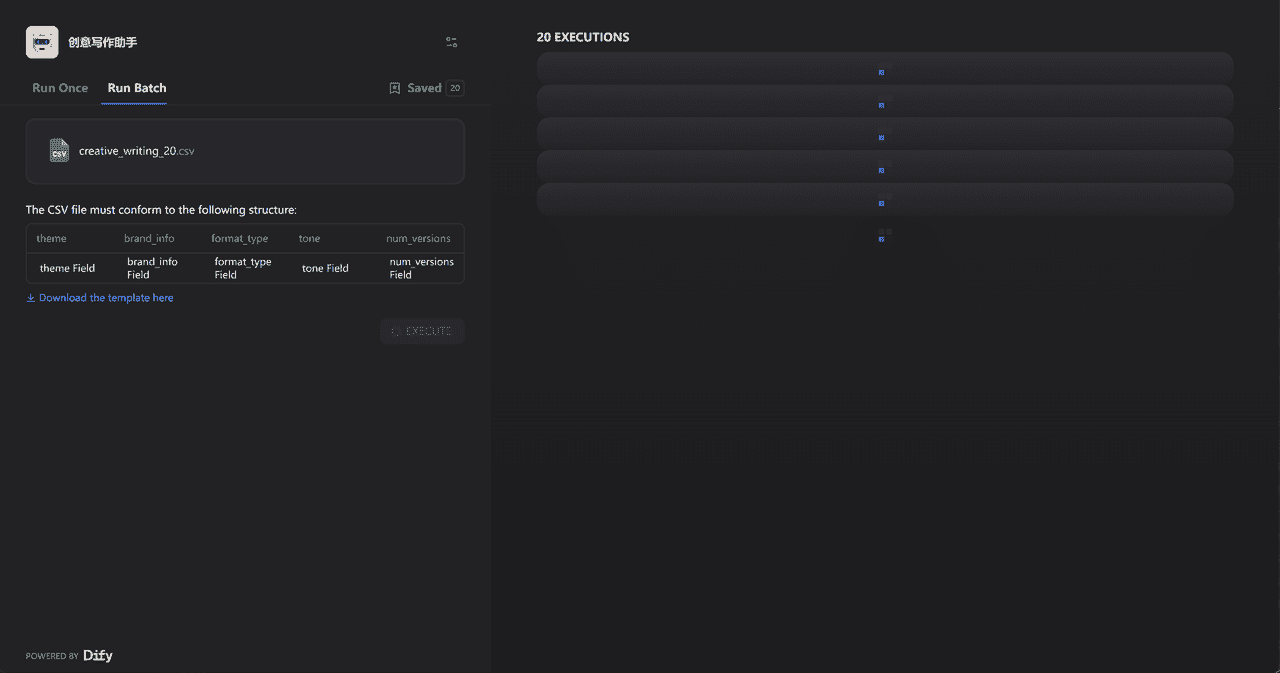 创意写作助手
Run Once
Run Batch
Saved 20
CSV
creative_writing_20.csv
The CSV file must conform to the following structure:
theme brand_info format_type tone num_versions
theme Field brand_info Field format_type Field tone Field num_versions Field
Download the template here
EXECUTE
POWERED BY Dify
20 EXECUTIONS